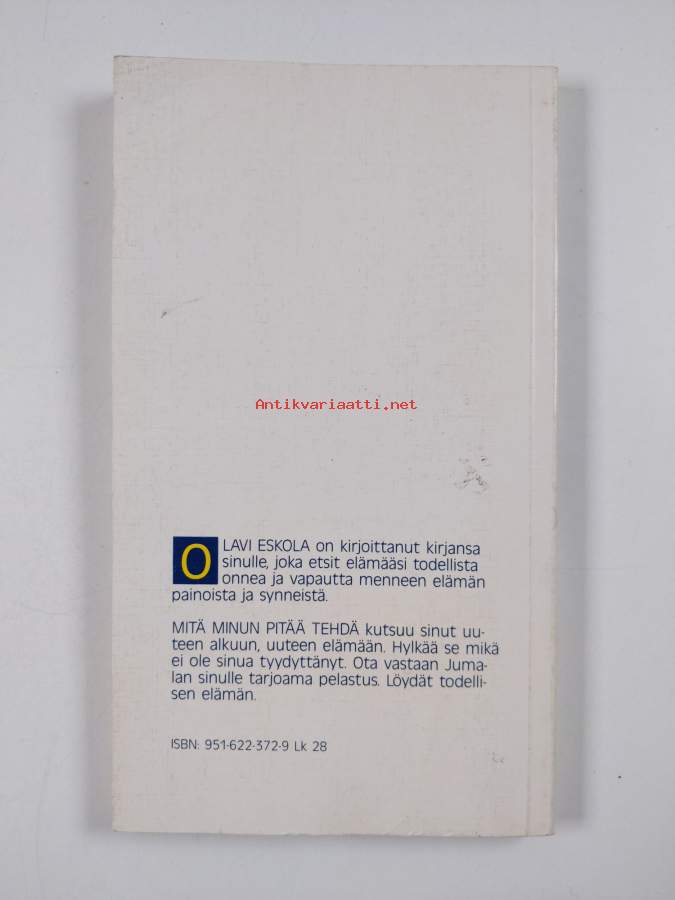 Antikvariaatti.net
OLAVI ESKOLA on kirjoittanut kirjansa
sinulle, joka etsit elämääsi todellista
onnea ja vapautta menneen elämän
painoista ja synneistä.
MITÄ MINUN PITÄÄ TEHDÄ kutsuu sinut uu-
teen alkuun, uuteen elämään. Hylkää se mikä
ei ole sinua tyydyttänyt. Ota vastaan Juma-
lan sinulle tarjoama pelastus. Löydät todelli-
sen elämän.
ISBN: 951-622-372-9 Lk 28